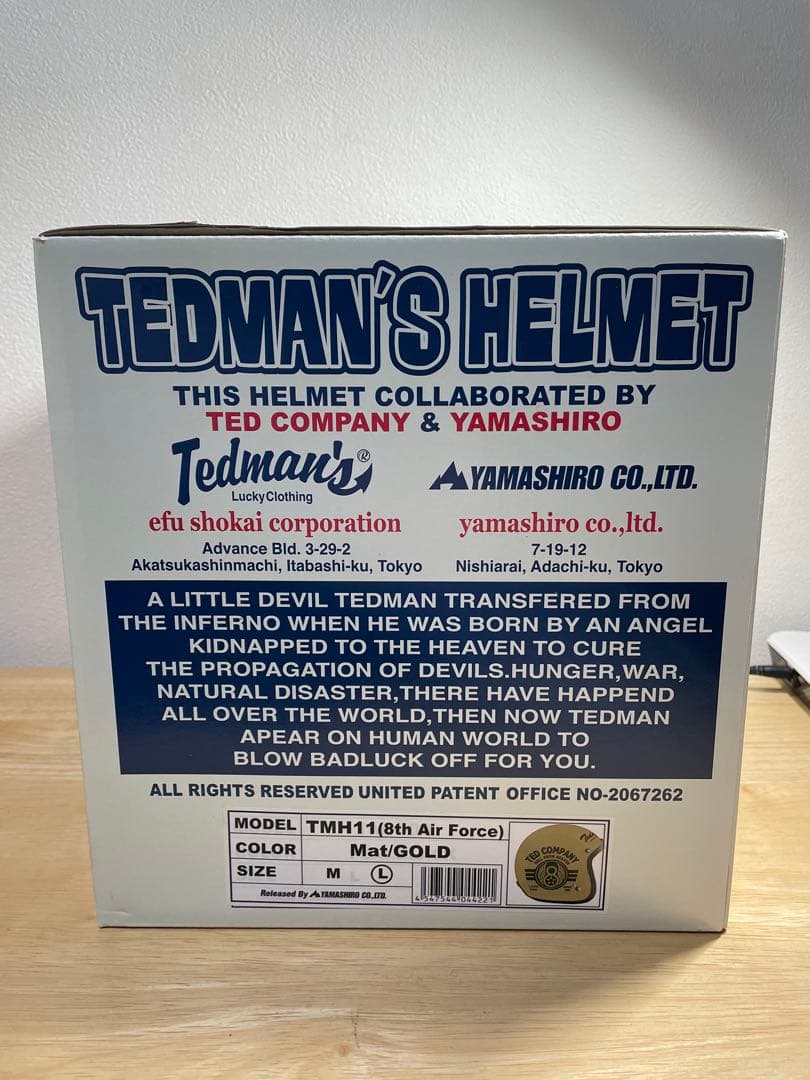 TEDMAN'S HELMET
THIS HELMET COLLABORATED BY
TED COMPANY & YAMASHIRO
Tedman's®
Lucky Clothing
YAMASHIRO CO.,LTD.
efu shokai corporation
Advance Bld. 3-29-2
Akatsukashinmachi, Itabashi-ku, Tokyo
yamashiro co.,ltd.
7-19-12
Nishiarai, Adachi-ku, Tokyo
A LITTLE DEVIL TEDMAN TRANSFERED FROM
THE INFERNO WHEN HE WAS BORN BY AN ANGEL
KIDNAPPED TO THE HEAVEN TO CURE
THE PROPAGATION OF DEVILS.HUNGER,WAR,
NATURAL DISASTER,THERE HAVE HAPPEND
ALL OVER THE WORLD,THEN NOW TEDMAN
APEAR ON HUMAN WORLD TO
BLOW BADLUCK OFF FOR YOU.
ALL RIGHTS RESERVED UNITED PATENT OFFICE NO-2067262
MODEL TMH11(8th Air Force)
COLOR Mat/GOLD
SIZE M L
Released By YAMASHIRO CO.,LTD.
4547544044221
TED COMPANY
8